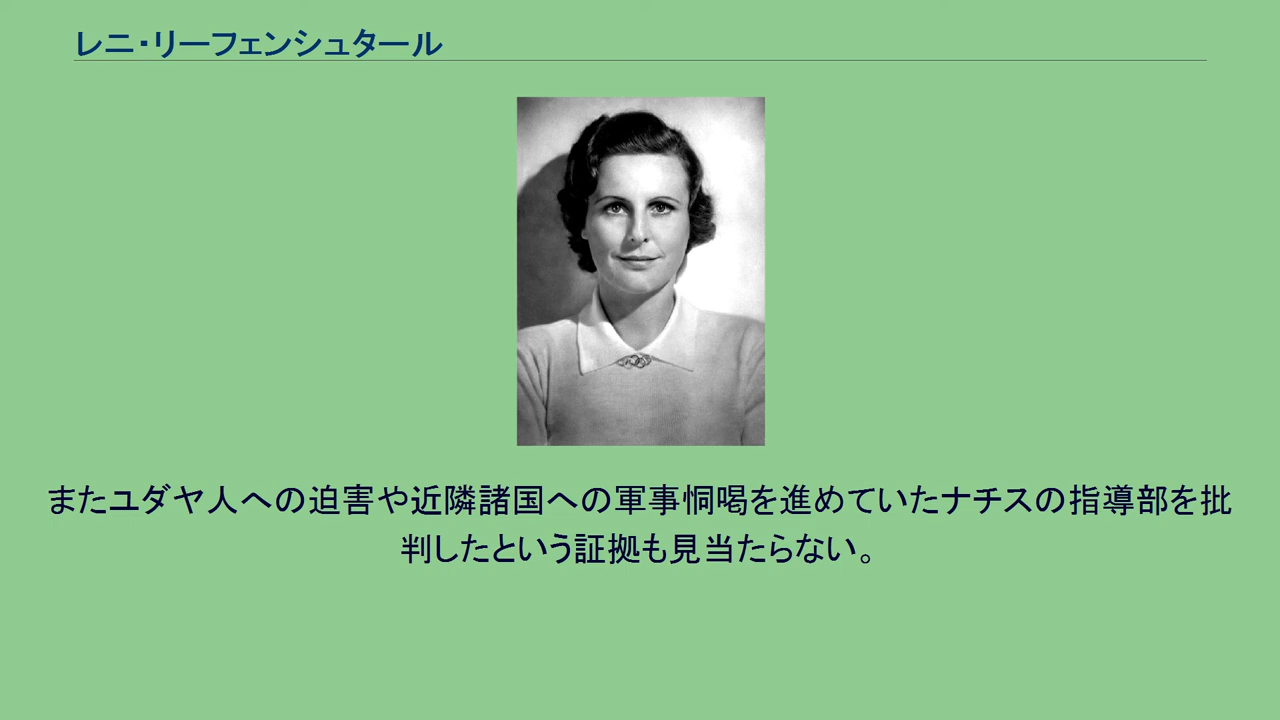 レニ・リーフェンシュタール
またユダヤ人への迫害や近隣諸国への軍事恫喝を進めていたナチスの指導部を批
判したという証拠も見当たらない。